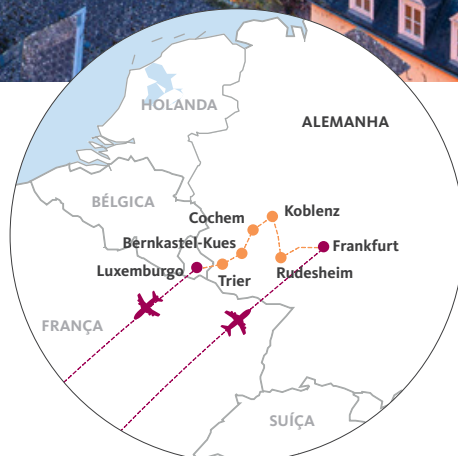 HOLANDA
ALEMANHA
BÉLGICA
Cochem
Koblenz
Bernkastel-Kues
Frankfurt
Luxemburgo
Trier
Rudesheim
FRANÇA
SUÍÇA